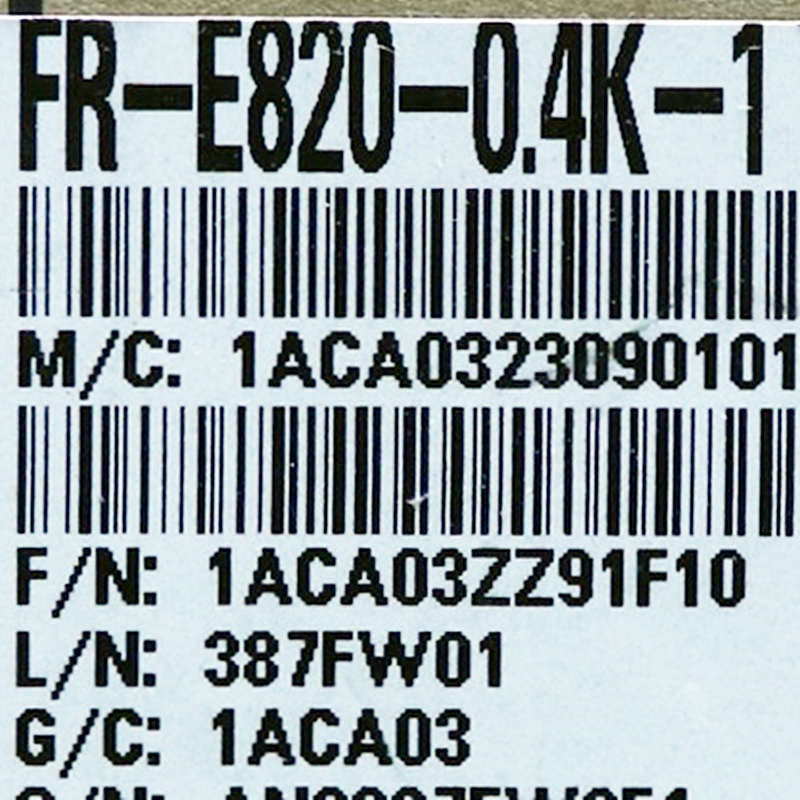 FR-E820-0.4K-1
M/C: 1ACA0323090101
F/N: 1ACA03ZZ91F10
L/N: 387FW01
G/C: 1ACA03